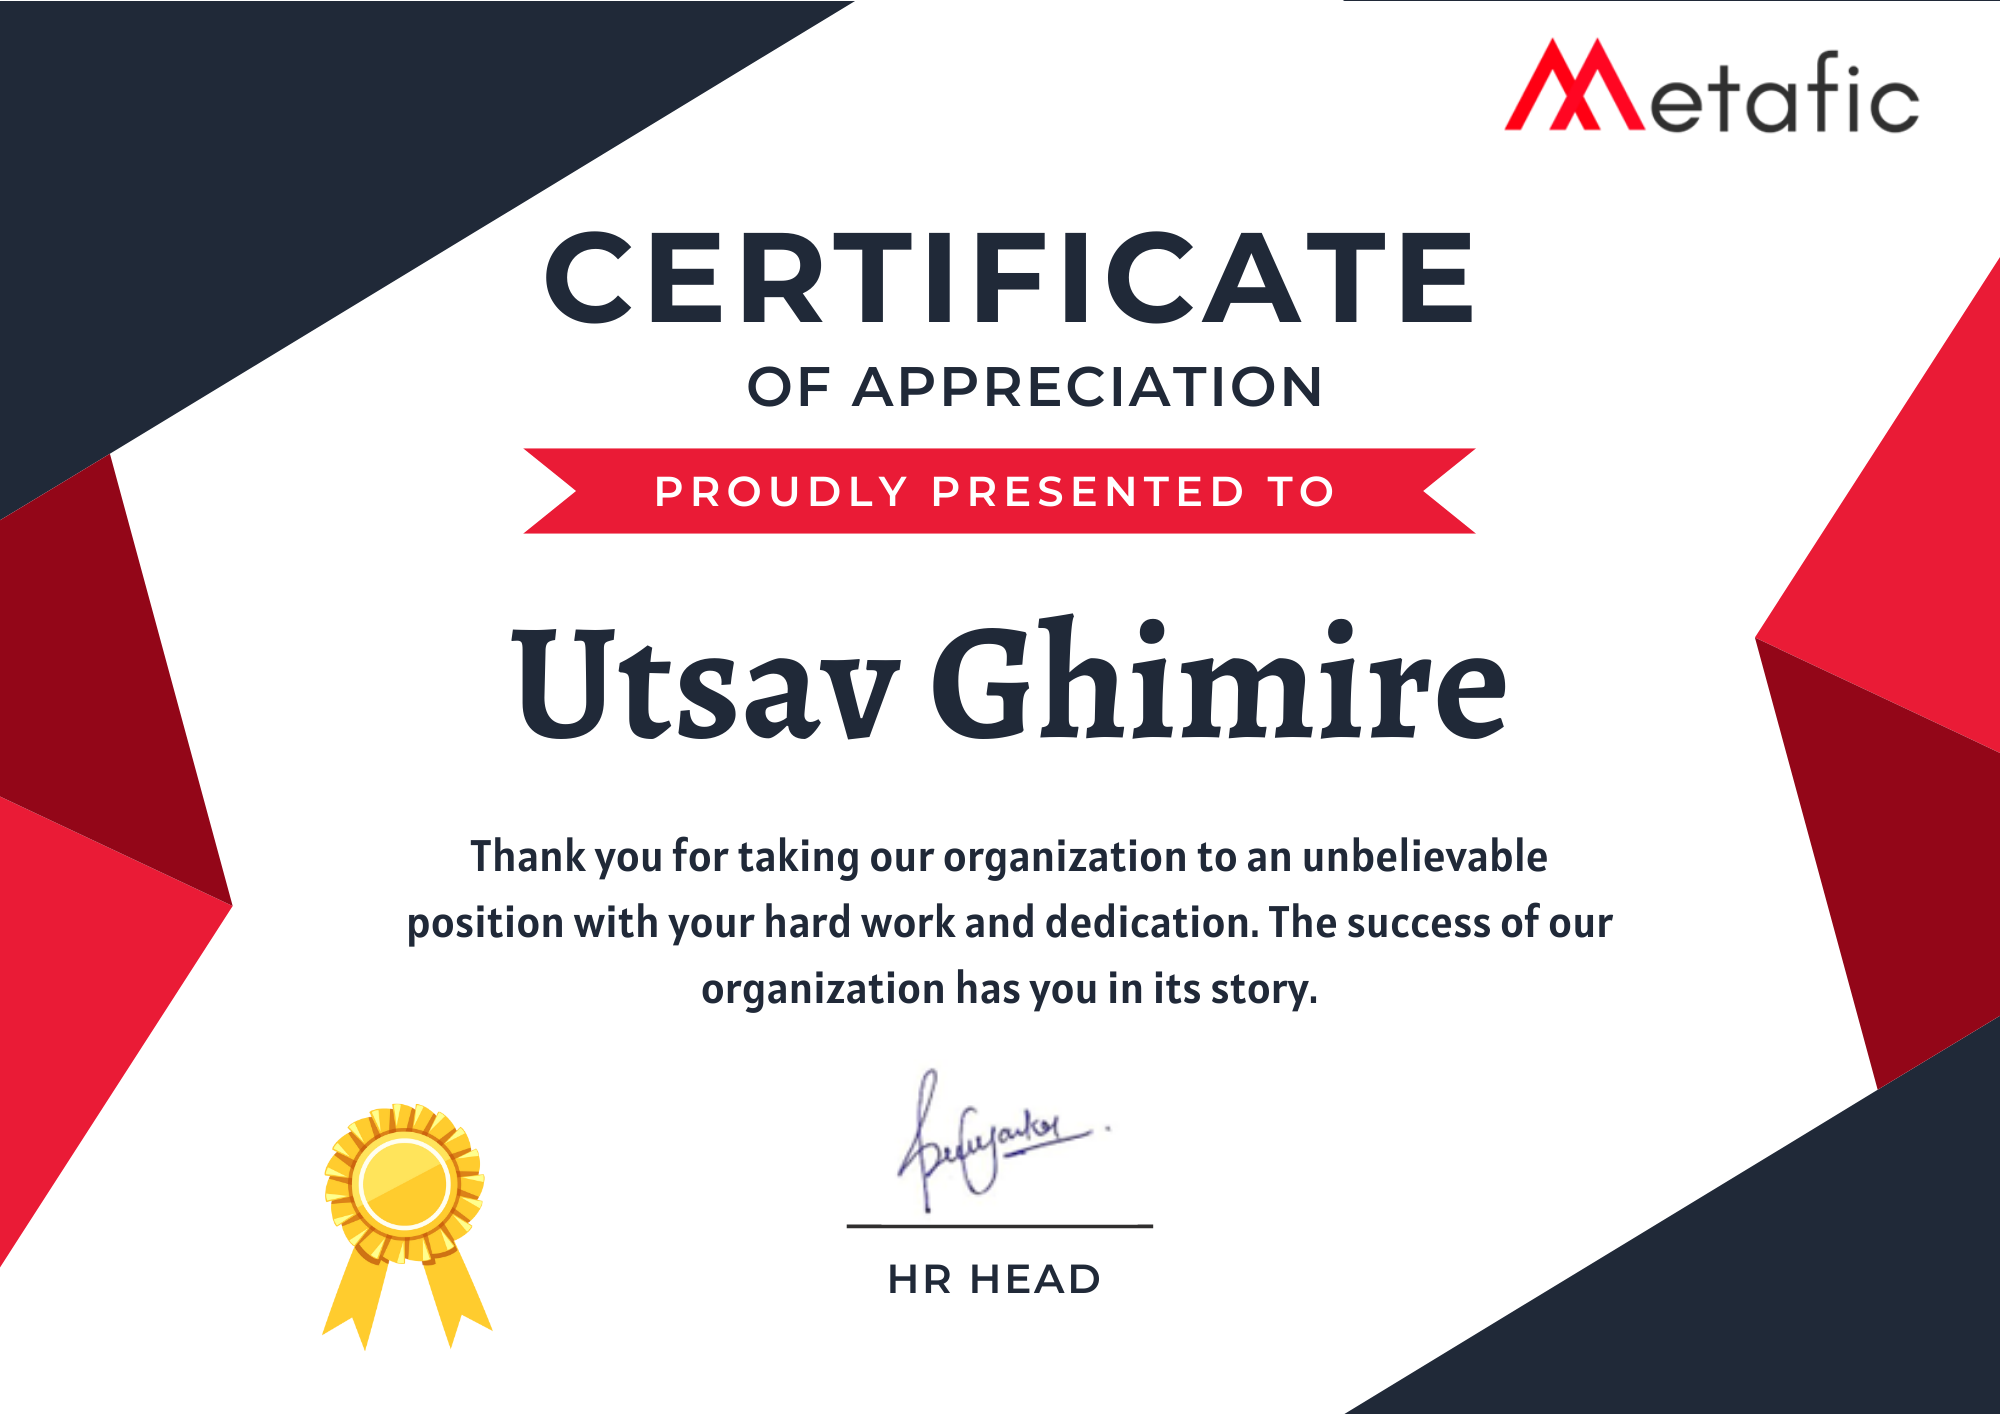 Metafic
CERTIFICATE
OF APPRECIATION
PROUDLY PRESENTED TO
Utsav Ghimire
Thank you for taking our organization to an unbelievable
position with your hard work and dedication. The success of our
organization has you in its story.
HR HEAD